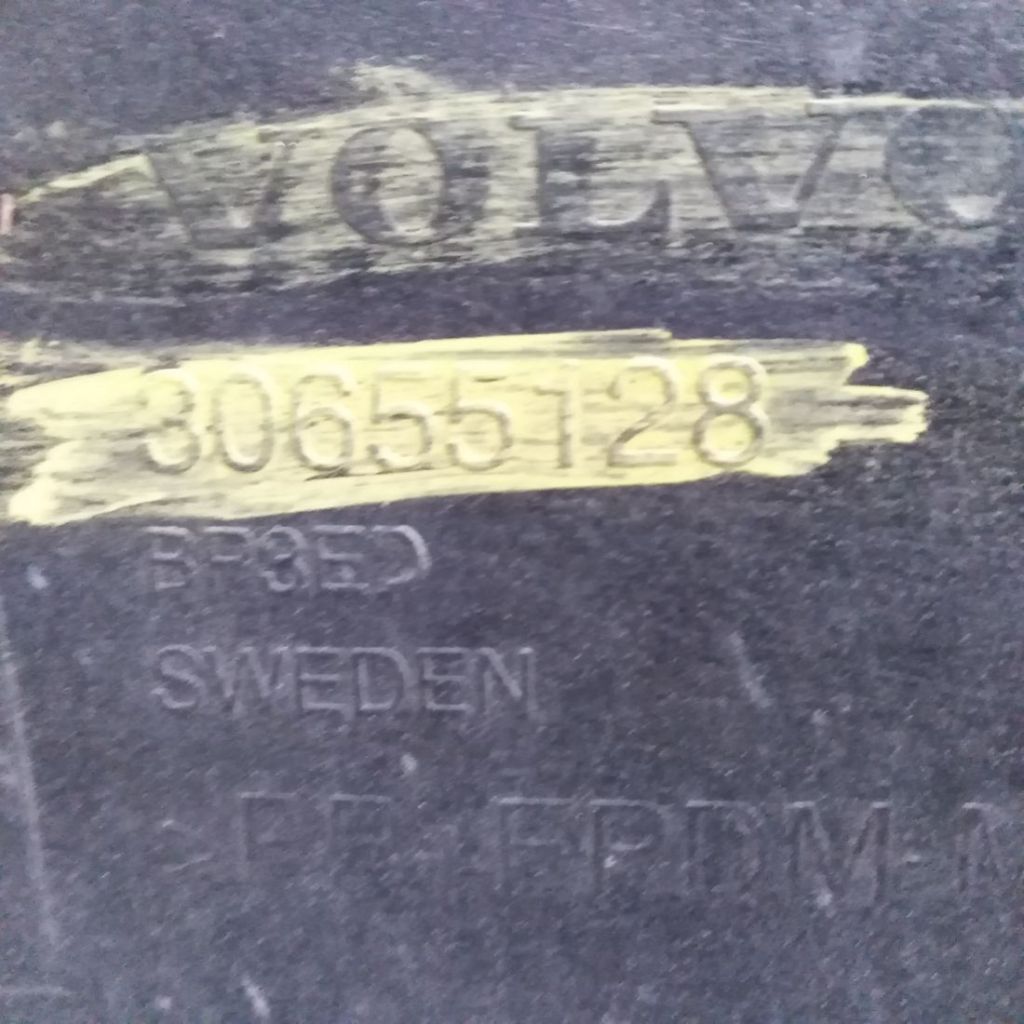 VOLVO
30655128
BP3ED
SWEDEN
>PP+EPDM-M